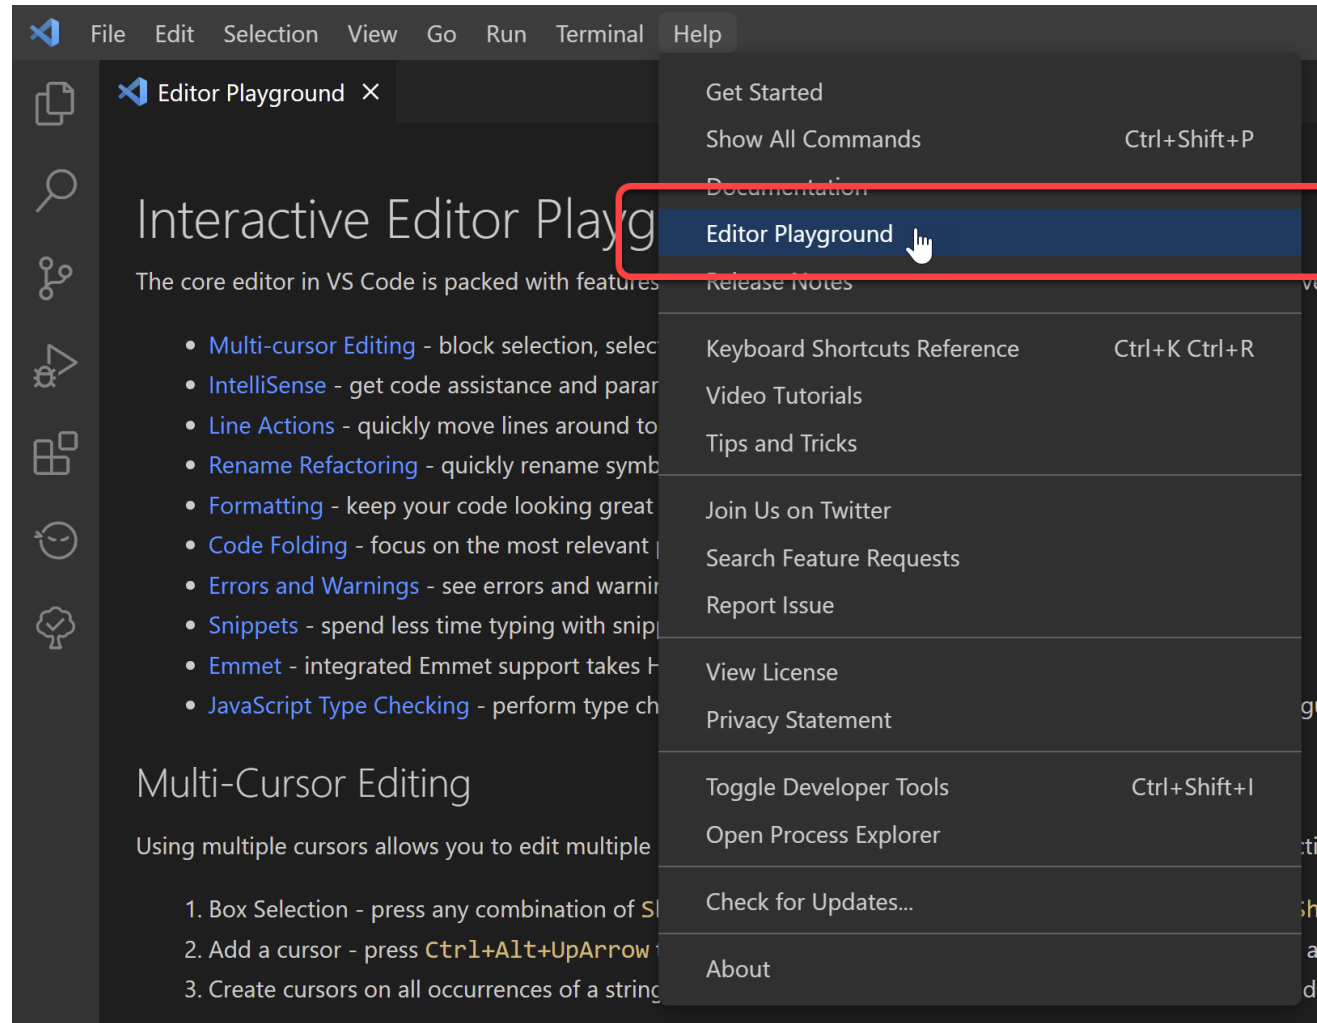 File Edit Selection View Go Run Terminal Help
Editor Playground
Interactive Editor
The core editor in VS Code is packed with features
Multi-cursor Editing - block selection,
IntelliSense - get code assistance and
Line Actions - quickly move lines around to
Rename Refactoring - quickly rename
Formatting - keep your code looking great
Code Folding - focus on the most relevant
Errors and Warnings - see errors and
Snippets - spend less time typing with
Emmet - integrated Emmet support takes
JavaScript Type Checking - perform type
Multi-Cursor Editing
Using multiple cursors allows you to edit multiple
1. Box Selection - press any combination of
2. Add a cursor - press Ctrl+Alt+UpArrow
3. Create cursors on all occurrences of a string
Get Started
Show All Commands Ctrl+Shift+P
Documentation
Editor Playground
Release Notes
Keyboard Shortcuts Reference Ctrl+K Ctrl+R
Video Tutorials
Tips and Tricks
Join Us on Twitter
Search Feature Requests
Report Issue
View License
Privacy Statement
Toggle Developer Tools Ctrl+Shift+I
Open Process Explorer
Check for Updates...
About